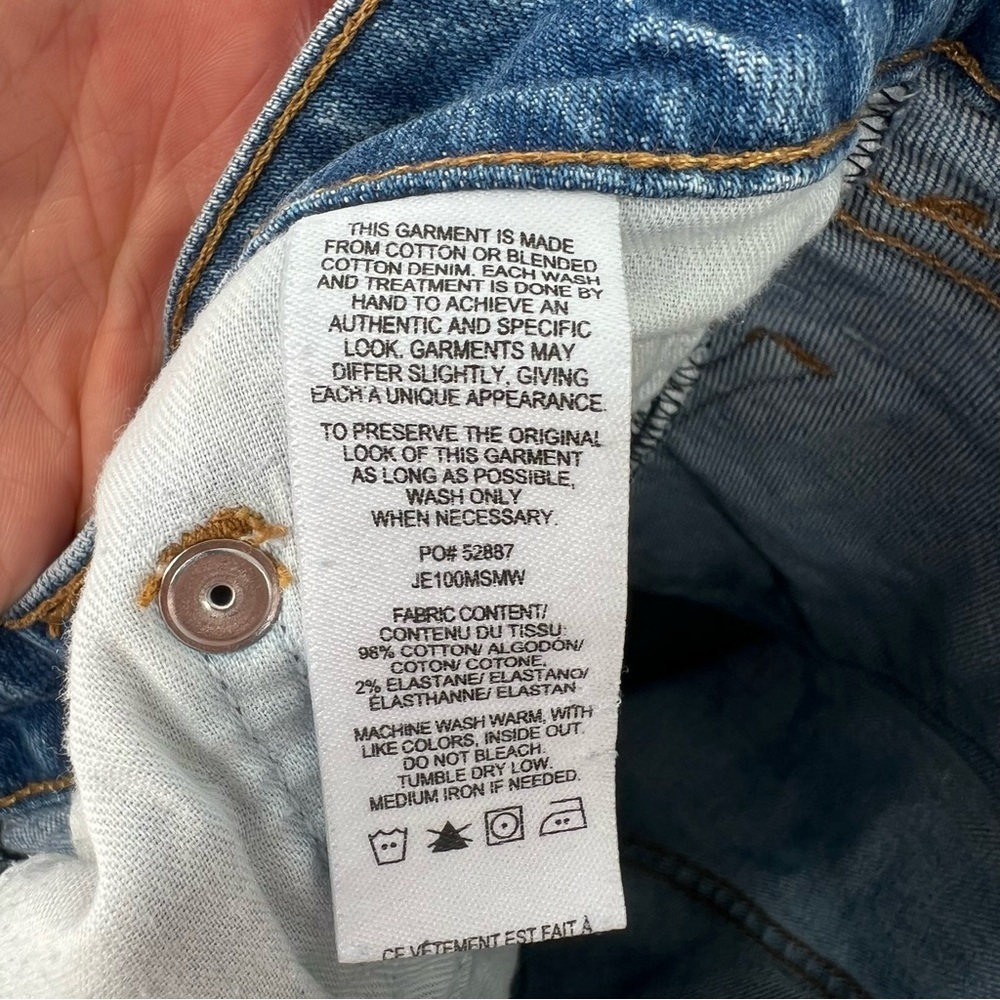 THIS GARMENT IS MADE
FROM COTTON OR BLENDED
COTTON DENIM. EACH WASH
AND TREATMENT IS DONE BY
HAND TO ACHIEVE AN
AUTHENTIC AND SPECIFIC
LOOK. GARMENTS MAY
DIFFER SLIGHTLY, GIVING
EACH A UNIQUE APPEARANCE.
TO PRESERVE THE ORIGINAL
LOOK OF THIS GARMENT
AS LONG AS POSSIBLE,
WASH ONLY
WHEN NECESSARY.
PO# 52887
JE100MSMW
FABRIC CONTENT/
CONTENU DU TISSU:
98% COTTON/ ALGODÓN/
COTON/ COTONE,
2% ELASTANE/ ELASTANO/
ÉLASTHANNE/ ELASTAN
MACHINE WASH WARM, WITH
LIKE COLORS, INSIDE OUT.
DO NOT BLEACH.
TUMBLE DRY LOW.
MEDIUM IRON IF NEEDED.
CE VÊTEMENT EST FAIT À